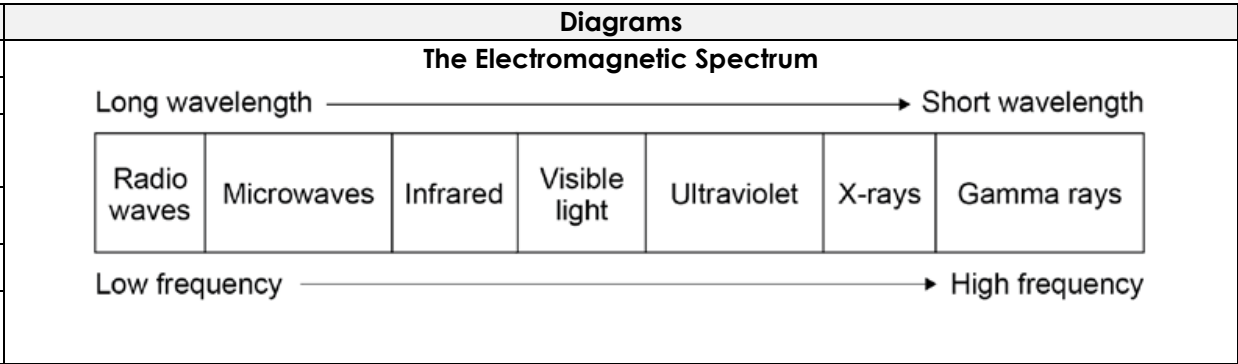 Diagrams
The Electromagnetic Spectrum
Long wavelength Short wavelength
Radio waves
Microwaves
Infrared
Visible light
Ultraviolet
X-rays
Gamma rays
Low frequency High frequency